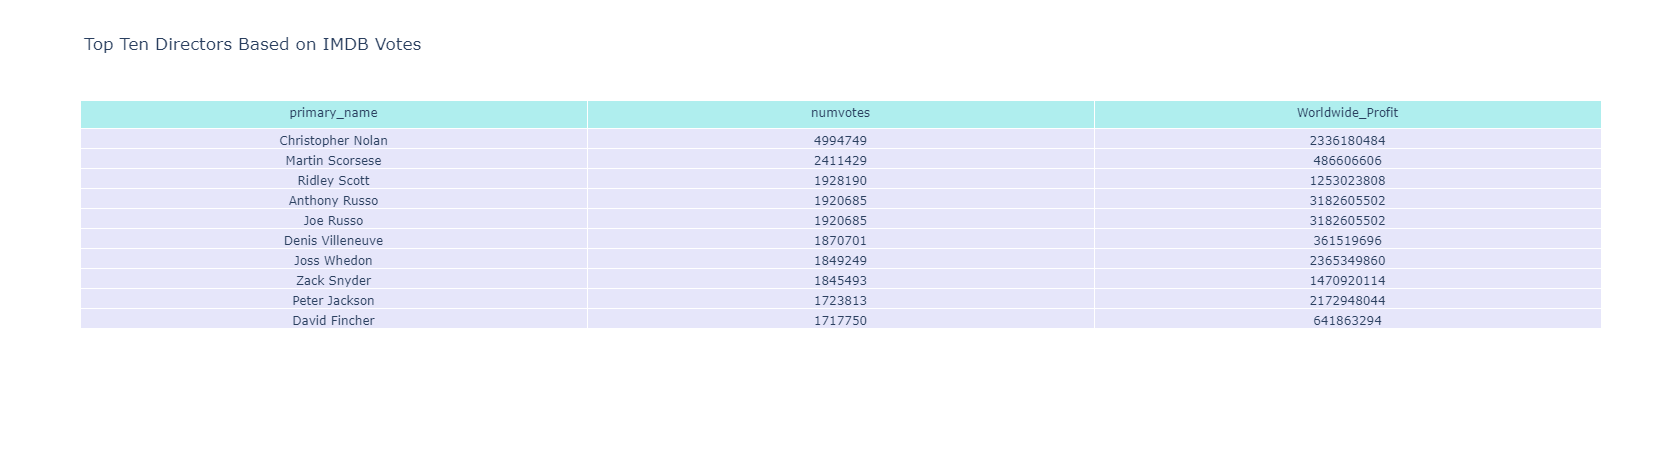 Top Ten Directors Based on IMDB Votes
primary_name numvotes Worldwide_Profit
Christopher Nolan 4994749 2336180484
Martin Scorsese 2411429 486606606
Ridley Scott 1928190 1253023808
Anthony Russo 1920685 3182605502
Joe Russo 1920685 3182605502
Denis Villeneuve 1870701 361519696
Joss Whedon 1849249 2365349860
Zack Snyder 1845493 1470920114
Peter Jackson 1723813 2172948044
David Fincher 1717750 641863294